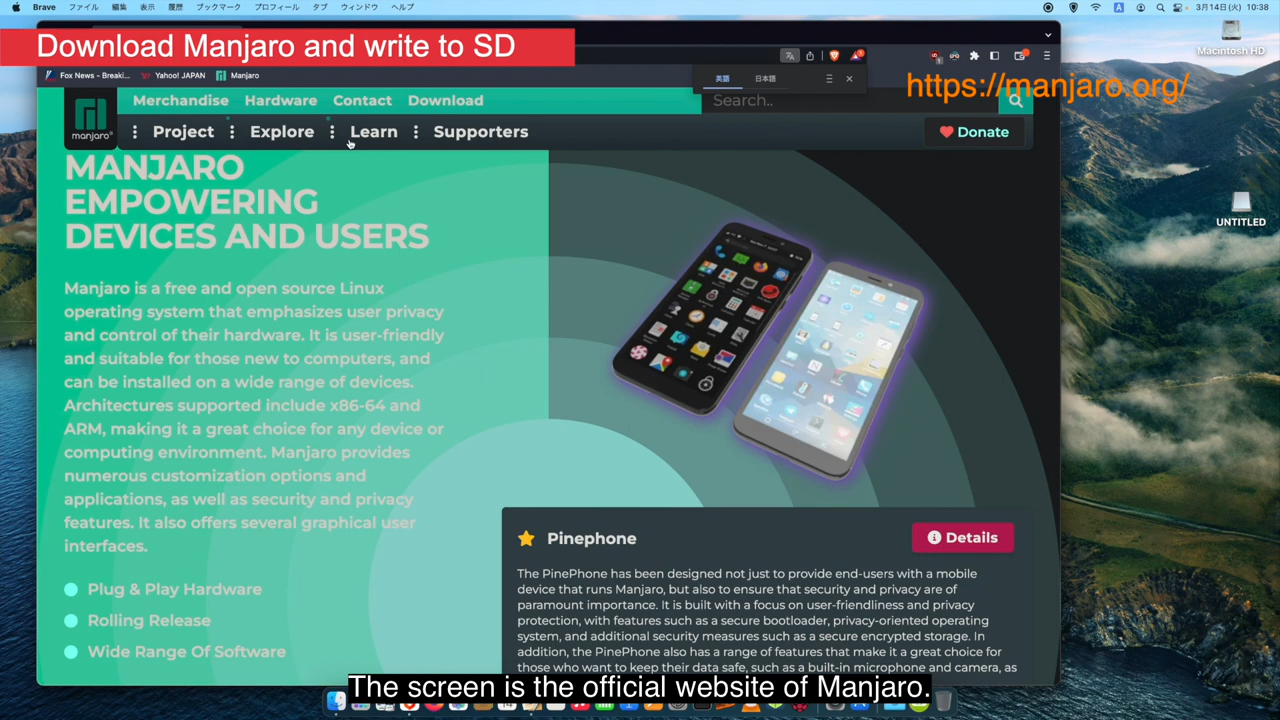 Brave ファイル 編集 表示 履歴 ブックマーク プロフィール タブ ウィンドウ ヘルプ
A
3月14日(火) 10:38
Download Manjaro and write to SD
Macintosh HD
Fox News - Breaki... Yahoo! JAPAN Manjaro
英語 日本語
https://manjaro.org/
Merchandise Hardware Contact Download
Search..
manjaro
Project Explore Learn Supporters
Donate
MANJARO
EMPOWERING
DEVICES AND USERS
UNTITLED
Manjaro is a free and open source Linux
operating system that emphasizes user privacy
and control of their hardware. It is user-friendly
and suitable for those new to computers, and
can be installed on a wide range of devices.
Architectures supported include x86-64 and
ARM, making it a great choice for any device or
computing environment. Manjaro provides
numerous customization options and
applications, as well as security and privacy
features. It also offers several graphical user
interfaces.
Plug & Play Hardware
Rolling Release
Wide Range Of Software
Pinephone
Details
The PinePhone has been designed not just to provide end-users with a mobile
device that runs Manjaro, but also to ensure that security and privacy are of
paramount importance. It is built with a focus on user-friendliness and privacy
protection, with features such as a secure bootloader, privacy-oriented operating
system, and additional security measures such as a secure encrypted storage. In
addition, the PinePhone also has a range of features that make it a great choice for
those who want to keep their data safe, such as a built-in microphone and camera, as
The screen is the official website of Manjaro.